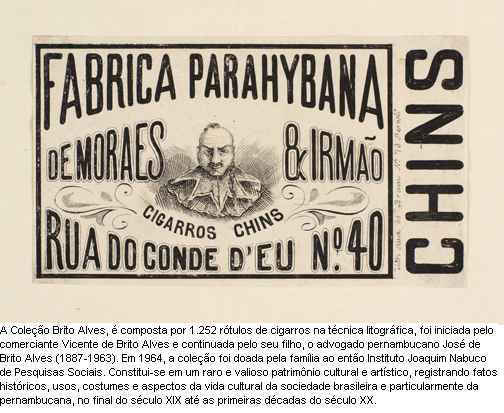 FABRICA PARAHYBANA
DE MORAES & IRMÃO
CIGARROS CHINS
RUA DO CONDE D'EU Nº. 40
CHINS
A Coleção Brito Alves, é composta por 1.252 rótulos de cigarros na técnica litográfica, foi iniciada pelo
comerciante Vicente de Brito Alves e continuada pelo seu filho, o advogado pernambucano José de
Brito Alves (1887-1963). Em 1964, a coleção foi doada pela família ao então Instituto Joaquim Nabuco
de Pesquisas Sociais. Constitui-se em um raro e valioso patrimônio cultural e artístico, registrando fatos
históricos, usos, costumes e aspectos da vida cultural da sociedade brasileira e particularmente da
pernambucana, no final do século XIX até as primeiras décadas do século XX.